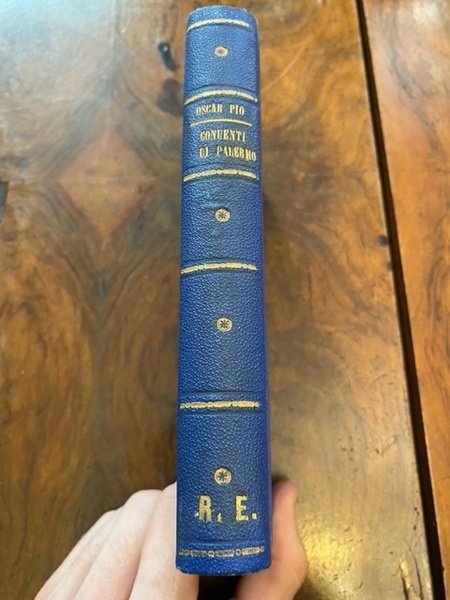 OSCAR PIO
CONVENTI
DI PALERMO
R. E.